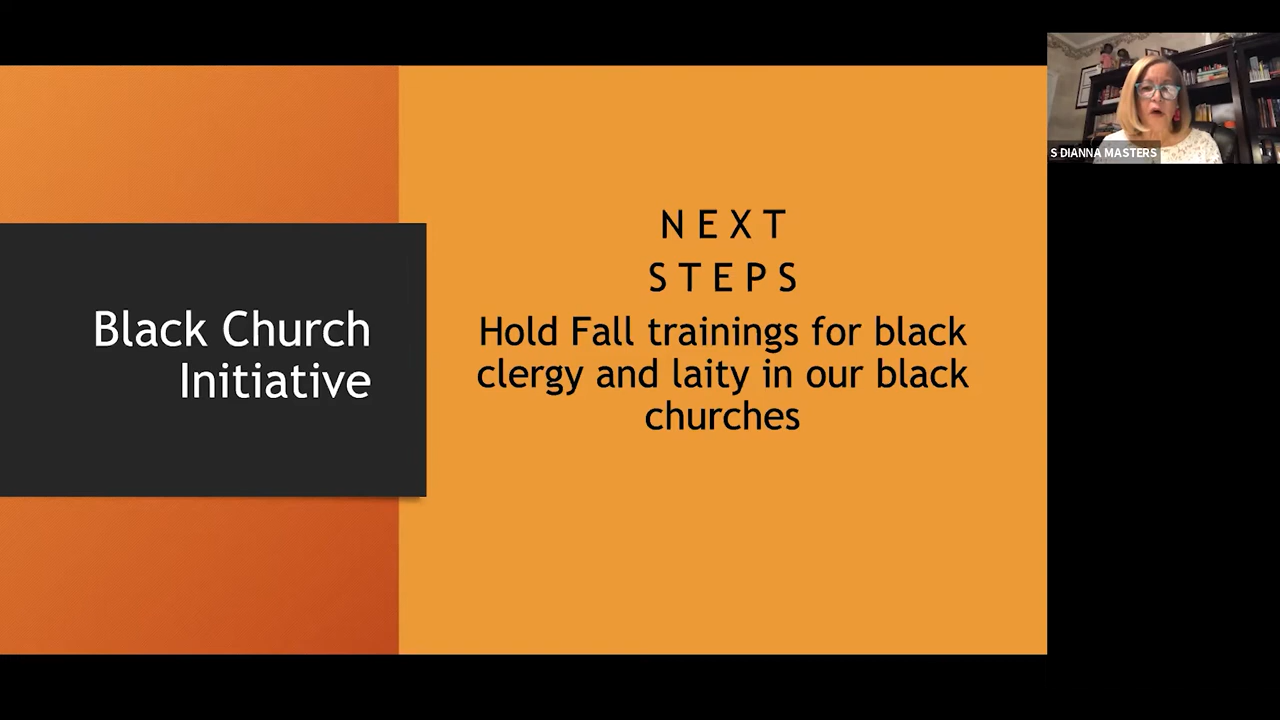 Black Church
Initiative
N E X T
S T E P S
Hold Fall trainings for black
clergy and laity in our black
churches
S DIANNA MASTERS